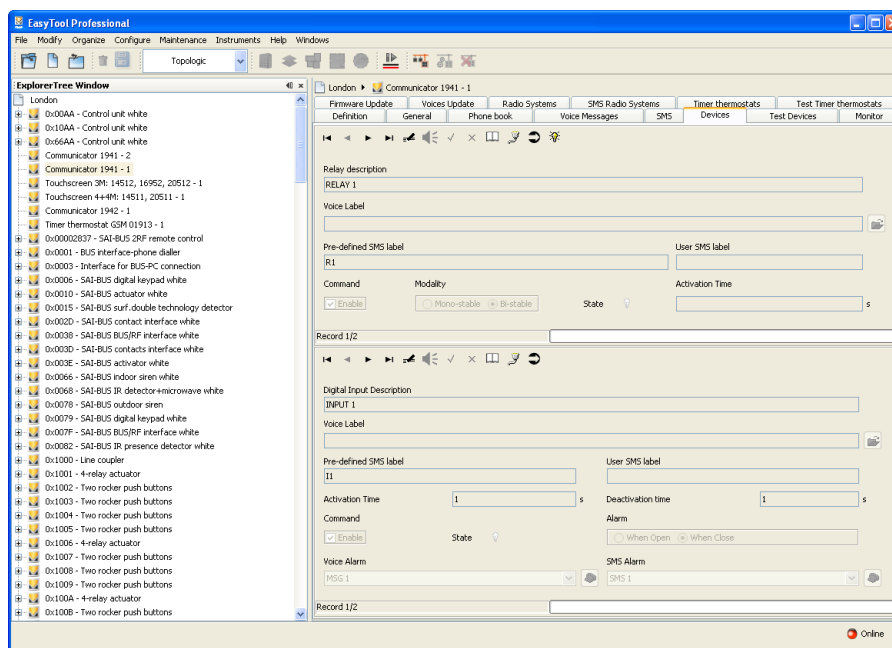 EasyTool Professional
File Modify Organize Configure Maintenance Instruments Help Windows
Topologic
ExplorerTree Window
London
0x00AA - Control unit white
0x10AA - Control unit white
0x66AA - Control unit white
Communicator 1941 - 2
Communicator 1941 - 1
Touchscreen 3M: 14512, 16952, 20512 - 1
Touchscreen 4+4M: 14511, 20511 - 1
Communicator 1942 - 1
Timer thermostat GSM 01913 - 1
0x00002837 - SAI-BUS 2RF remote control
0x0001 - BUS interface-phone dialler
0x0003 - Interface for BUS-PC connection
0x0006 - SAI-BUS digital keypad white
0x0010 - SAI-BUS actuator white
0x0015 - SAI-BUS surf.double technology detector
0x002D - SAI-BUS contact interface white
0x0038 - SAI-BUS BUS/RF interface white
0x003D - SAI-BUS contacts interface white
0x003E - SAI-BUS activator white
0x0066 - SAI-BUS indoor siren white
0x0068 - SAI-BUS IR detector+microwave white
0x0078 - SAI-BUS outdoor siren
0x0079 - SAI-BUS digital keypad white
0x007F - SAI-BUS BUS/RF interface white
0x0082 - SAI-BUS IR presence detector white
0x1000 - Line coupler
0x1001 - 4-relay actuator
0x1002 - Two rocker push buttons
0x1003 - Two rocker push buttons
0x1004 - Two rocker push buttons
0x1005 - Two rocker push buttons
0x1006 - 4-relay actuator
0x1007 - Two rocker push buttons
0x1008 - Two rocker push buttons
0x1009 - Two rocker push buttons
0x100A - 4-relay actuator
0x100B - Two rocker push buttons
London Communicator 1941 - 1
Firmware Update Voices Update Radio Systems SMS Radio Systems Timer thermostats Test Timer thermostats
Definition General Phone book Voice Messages SMS Devices Test Devices Monitor
Relay description
RELAY 1
Voice Label
Pre-defined SMS label User SMS label
R1
Command Modality Activation Time
Enable Mono-stable Bi-stable State s
Record 1/2
Digital Input Description
INPUT 1
Voice Label
Pre-defined SMS label User SMS label
I1
Activation Time 1 s Deactivation time 1 s
Command Alarm
Enable State When Open When Close
Voice Alarm SMS Alarm
MSG 1 SMS 1
Record 1/2
Online